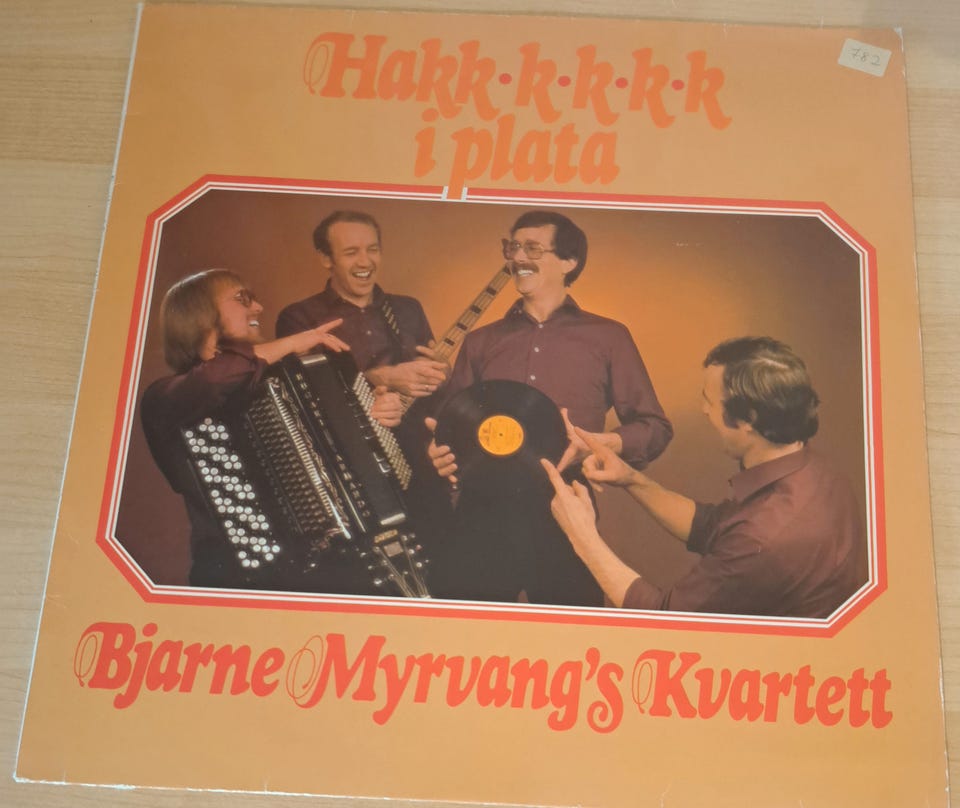 Hakk•k•k•k•k
i plata
782
Bjarne Myrvang's Kvartett